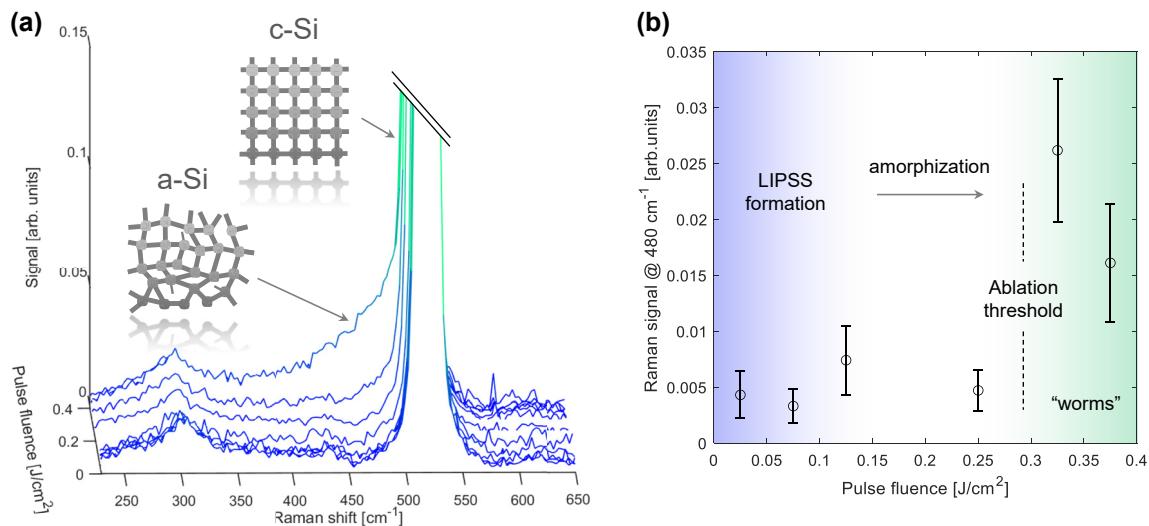 (a)
c-Si
a-Si
0.15
0.1
0.05
0
Signal [arb. units]
0.4
0.2
0
Pulse fluence [J/cm2]
250
300
350
400
450
500
550
600
650
Raman shift [cm-1]
(b)
0.035
0.03
0.025
0.02
0.015
0.01
0.005
0
Raman signal @ 480 cm-1 [arb.units]
LIPSS
formation
amorphization
Ablation
threshold
“worms”
0
0.05
0.1
0.15
0.2
0.25
0.3
0.35
0.4
Pulse fluence [J/cm2]